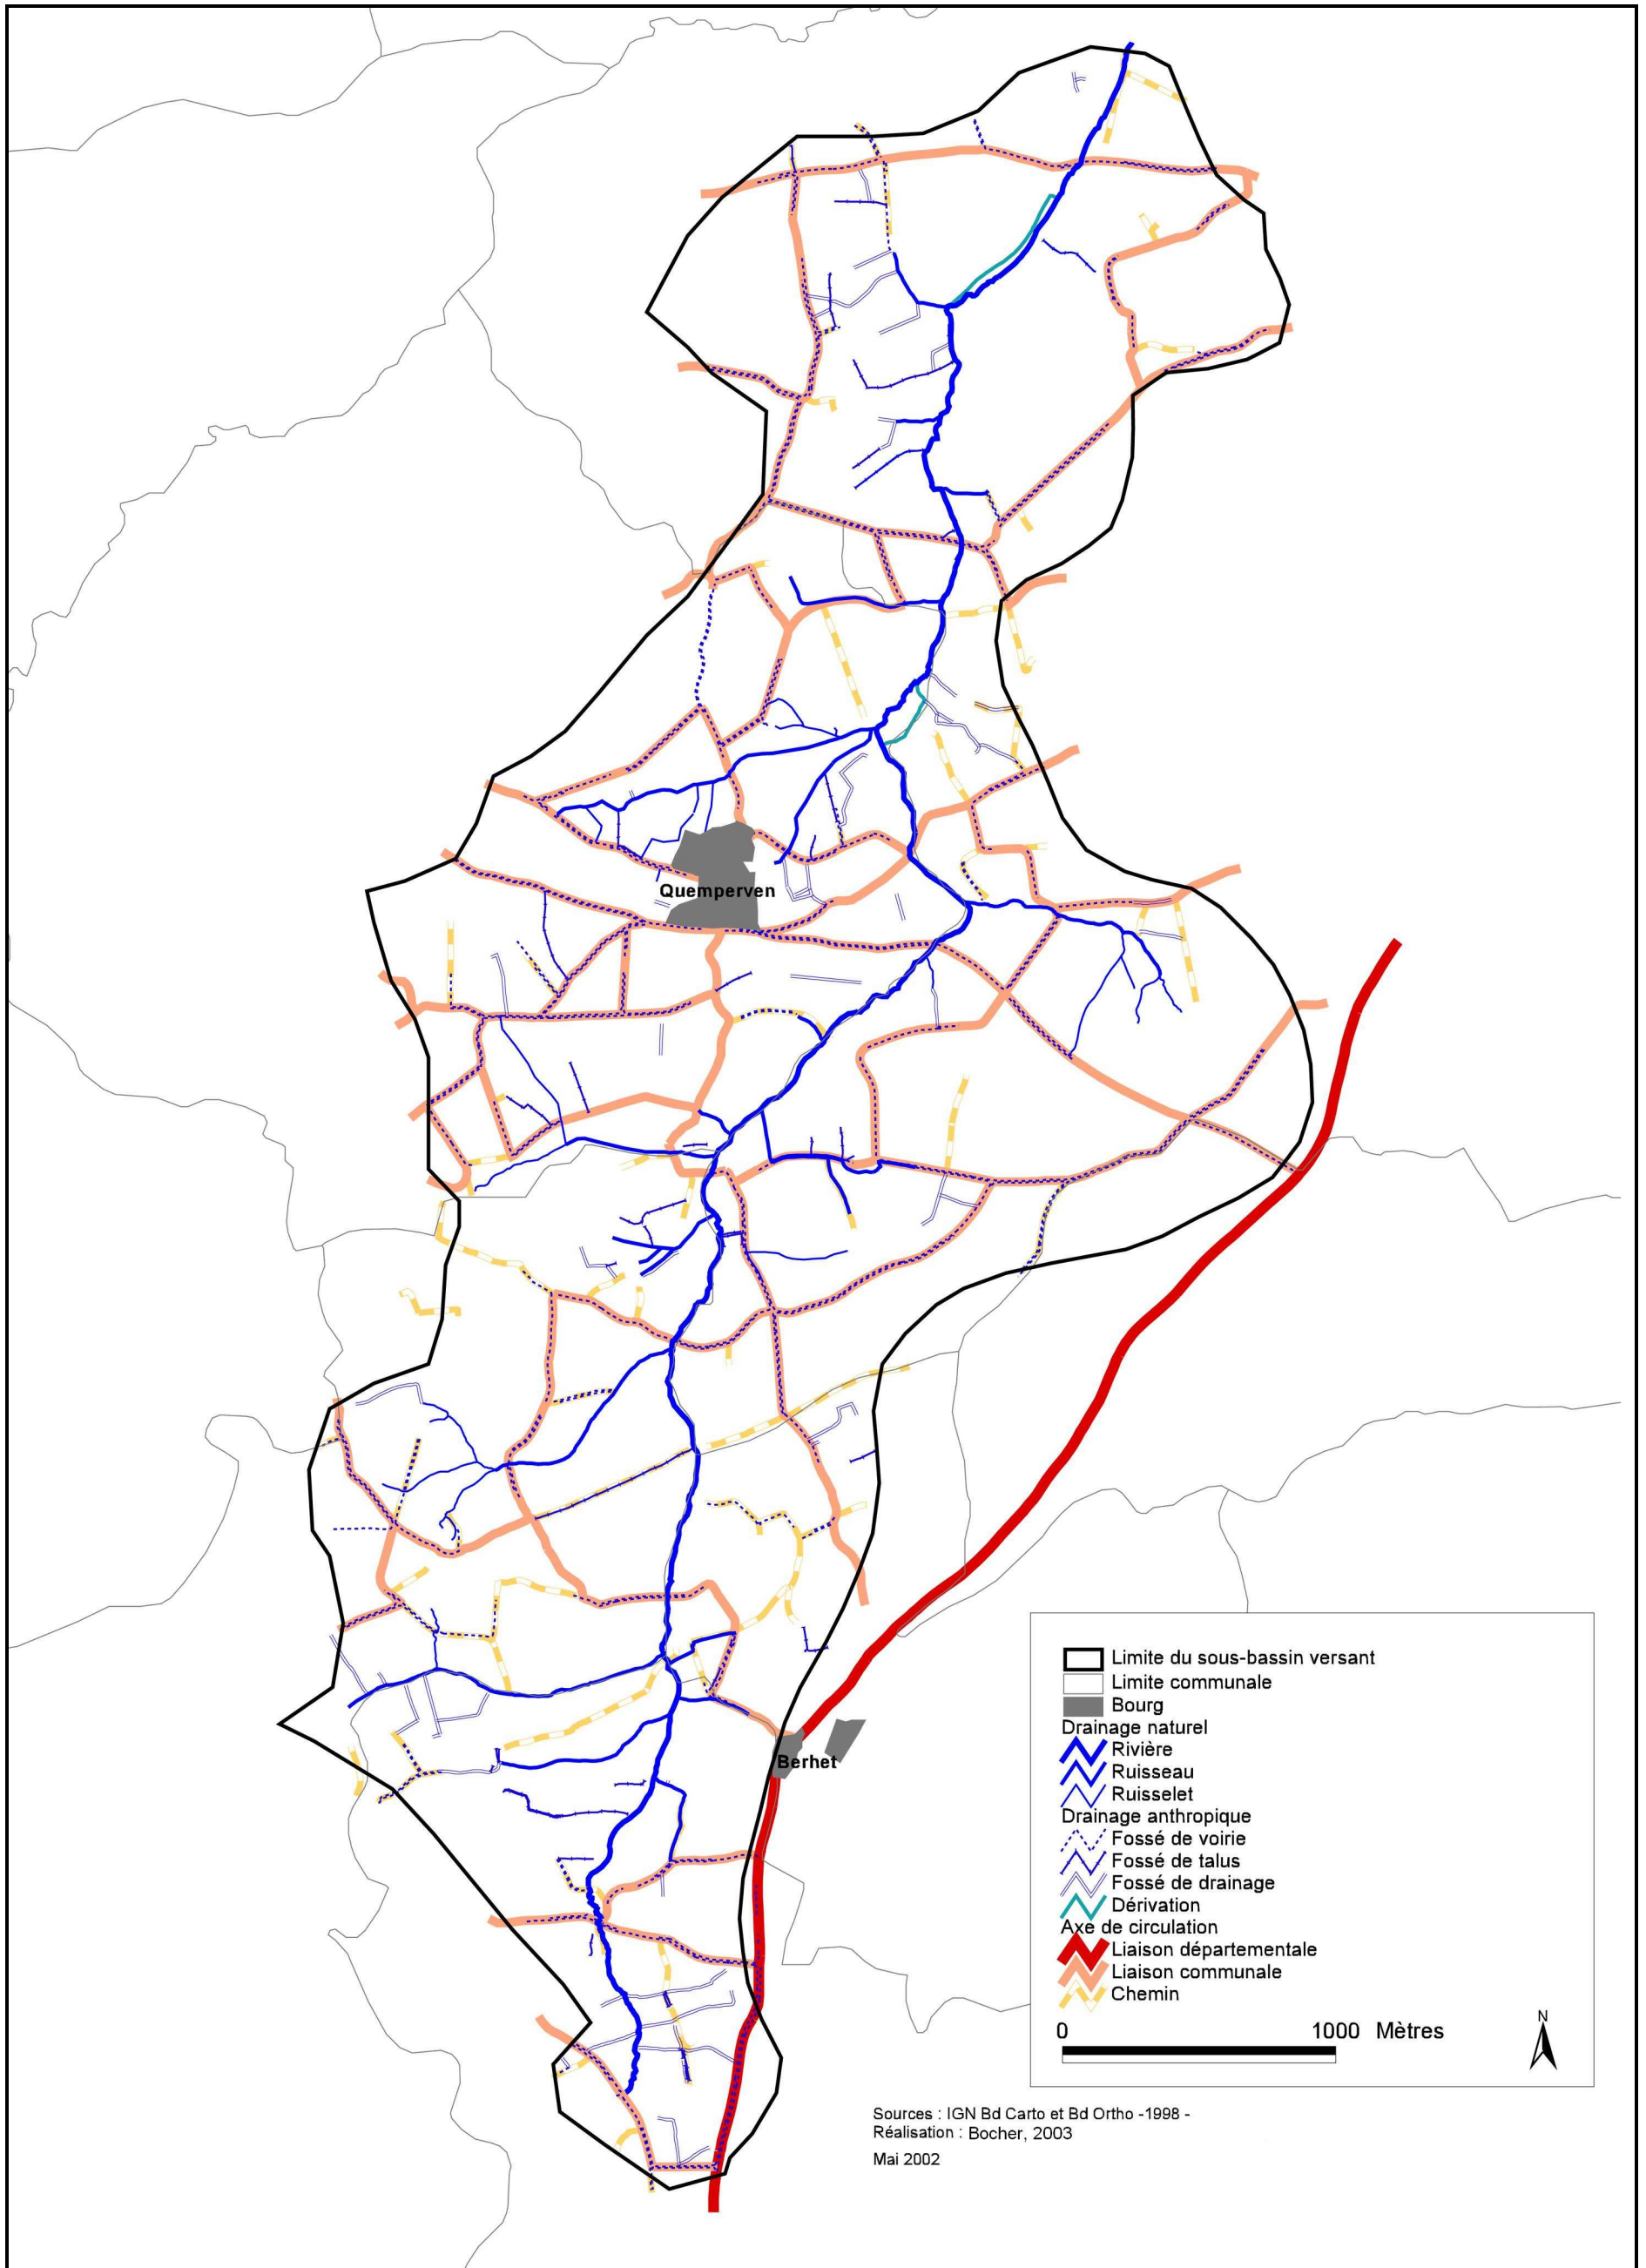 Quemperven
Berhet
Limite du sous-bassin versant
Limite communale
Bourg
Drainage naturel
Rivière
Ruisseau
Ruisselet
Drainage anthropique
Fossé de voirie
Fossé de talus
Fossé de drainage
Dérivation
Axe de circulation
Liaison départementale
Liaison communale
Chemin
0 1000 Mètres
N
Sources : IGN Bd Carto et Bd Ortho -1998 -
Réalisation : Bocher, 2003
Mai 2002